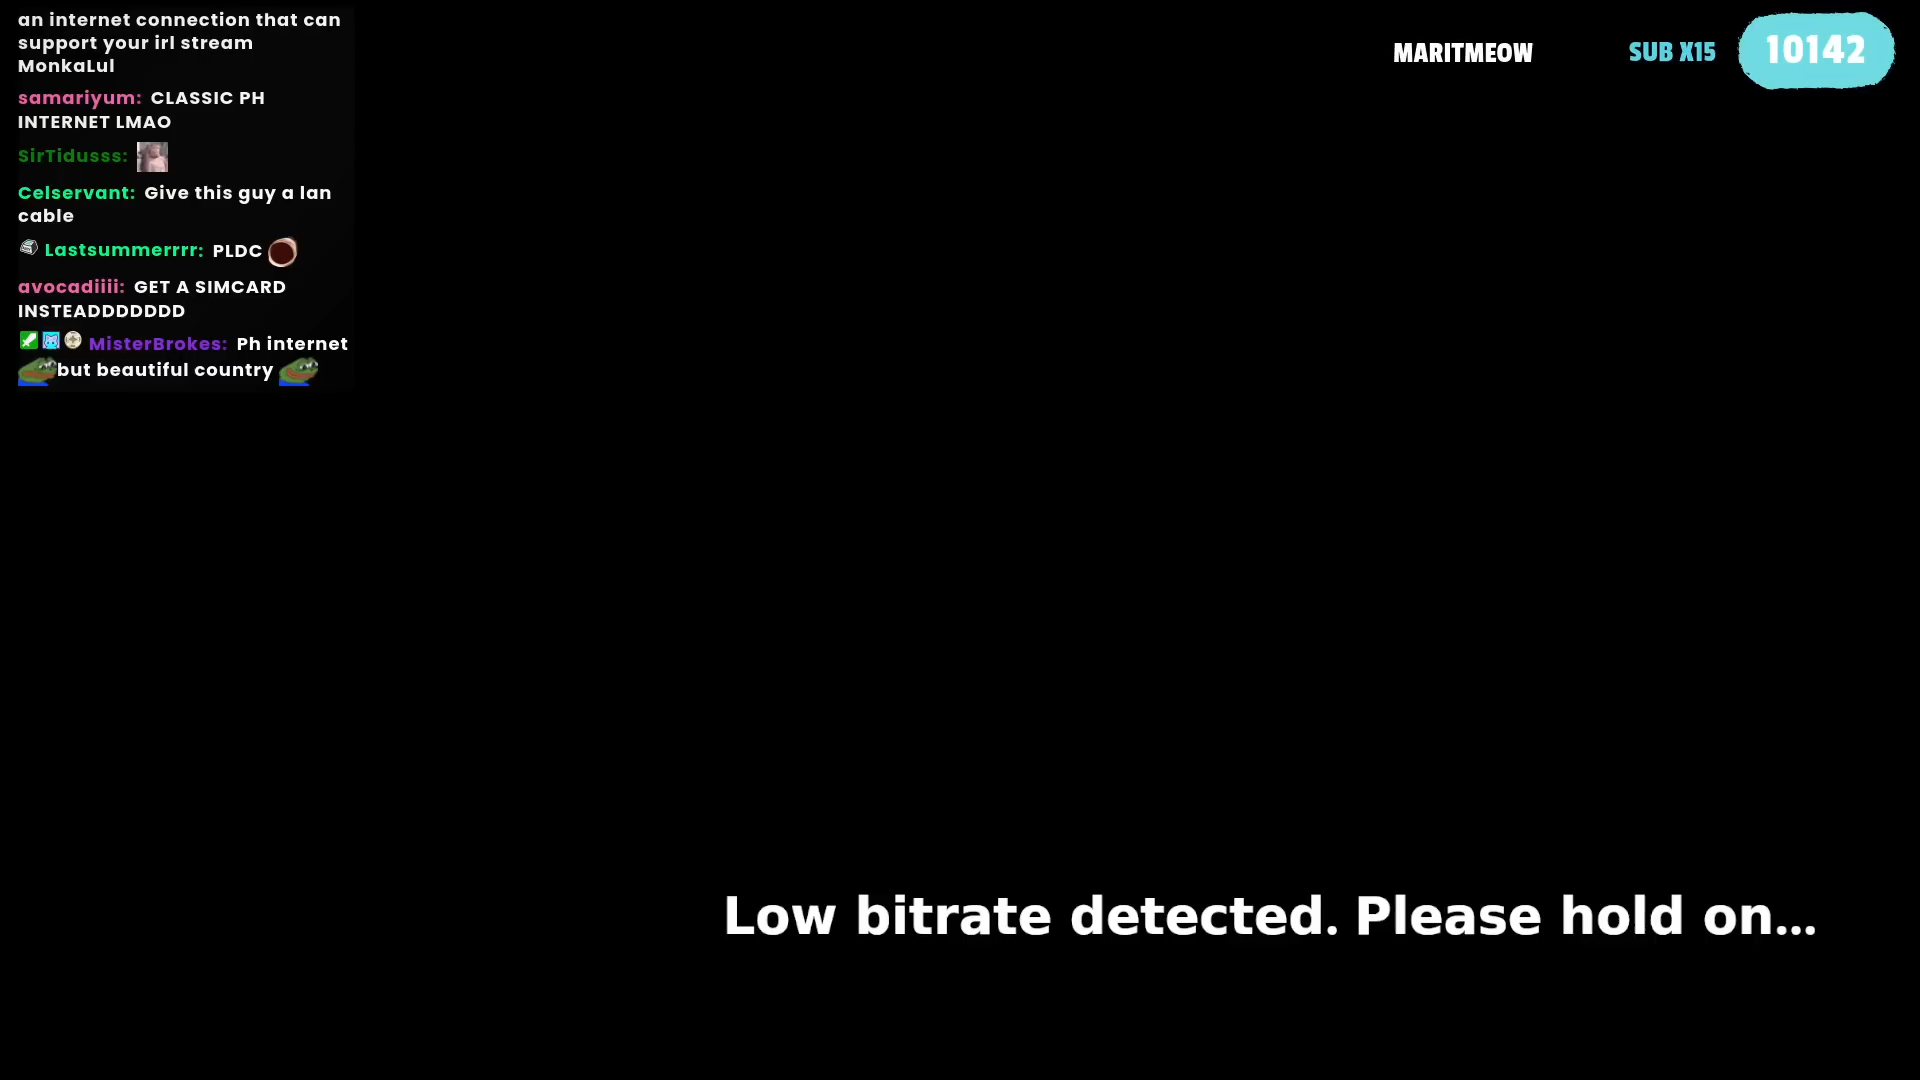 an internet connection that can
support your irl stream
MonkaLul
samariyum: CLASSIC PH
INTERNET LMAO
SirTidusss:
Celservant: Give this guy a lan
cable
Lastsummerrrr: PLDC
avocadiiii: GET A SIMCARD
INSTEADDDDDDD
MisterBrokes: Ph internet
but beautiful country
MARITMEOW SUB X15 10142
Low bitrate detected. Please hold on...